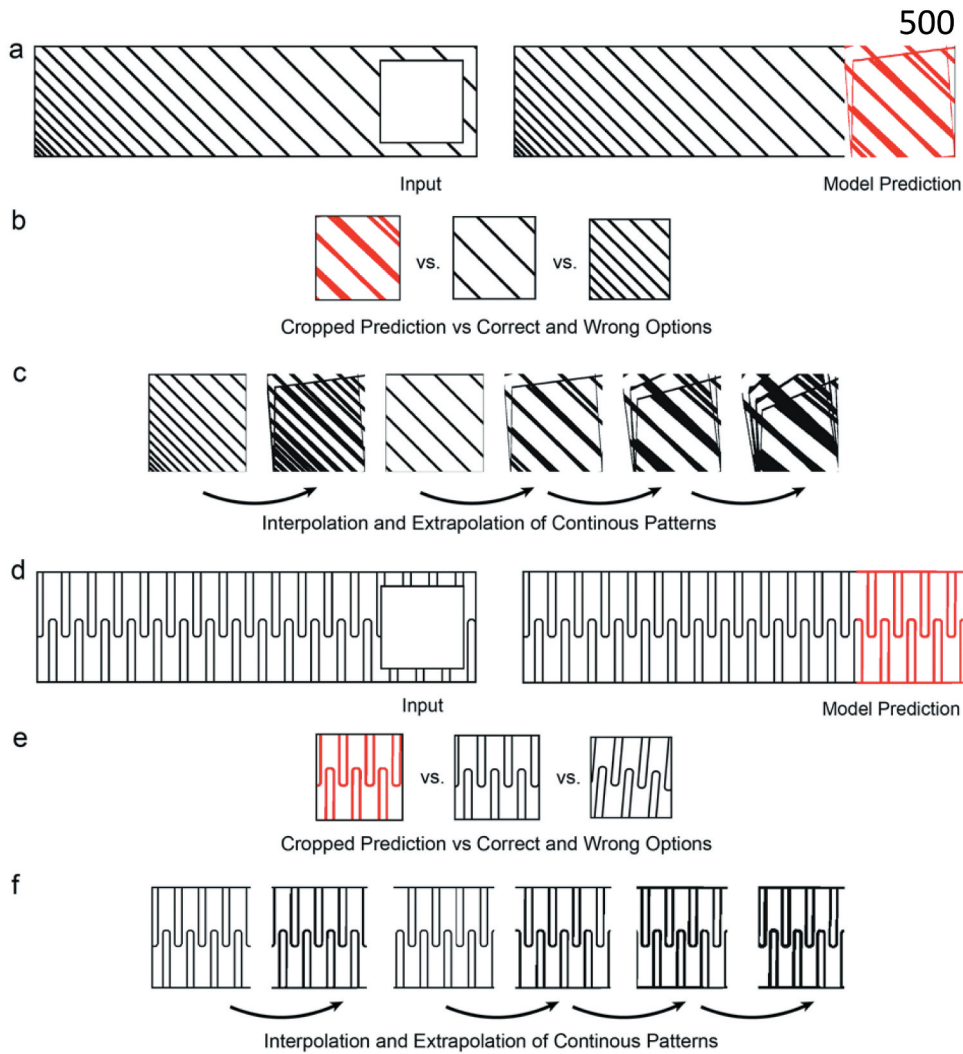 500
a
Input
Model Prediction
b
vs.
vs.
Cropped Prediction vs Correct and Wrong Options
c
Interpolation and Extrapolation of Continous Patterns
d
Input
Model Prediction
e
vs.
vs.
Cropped Prediction vs Correct and Wrong Options
f
Interpolation and Extrapolation of Continous Patterns